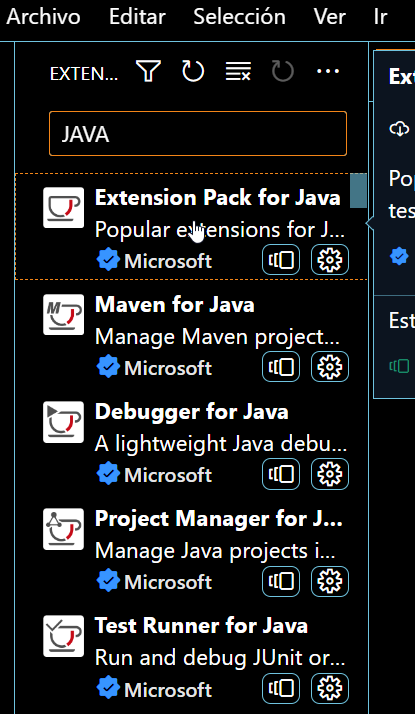 Archivo Editar Selección Ver Ir
EXTEN...
JAVA
Extension Pack for Java
Popular extensions for J...
Microsoft
Maven for Java
Manage Maven project...
Microsoft
Debugger for Java
A lightweight Java debu...
Microsoft
Project Manager for J...
Manage Java projects i...
Microsoft
Test Runner for Java
Run and debug JUnit or...
Microsoft
Ext
Pop
tes
Est